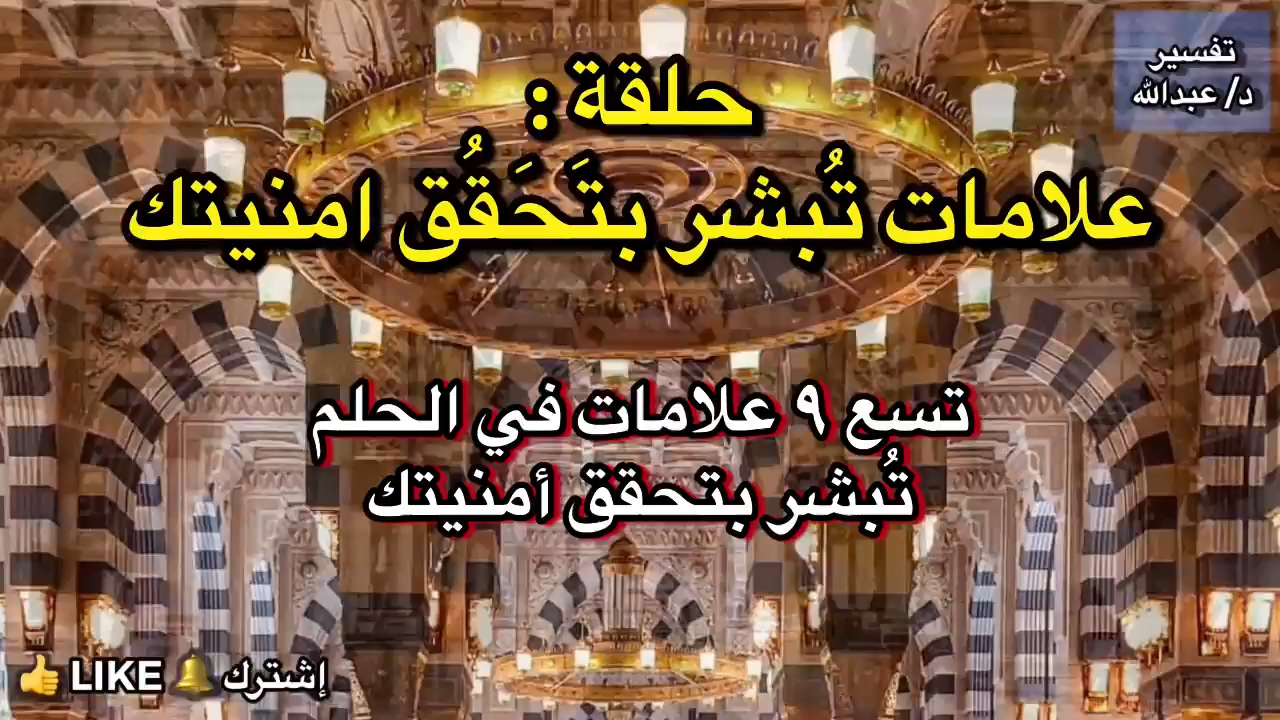 تفسير
د/ عبدالله
حلقة :
علامات تُبشر بتَحَقُق امنيتك
تسع ٩ علامات في الحلم
تُبشر بتحقق أمنيتك
👍 LIKE 🔔 إشترك